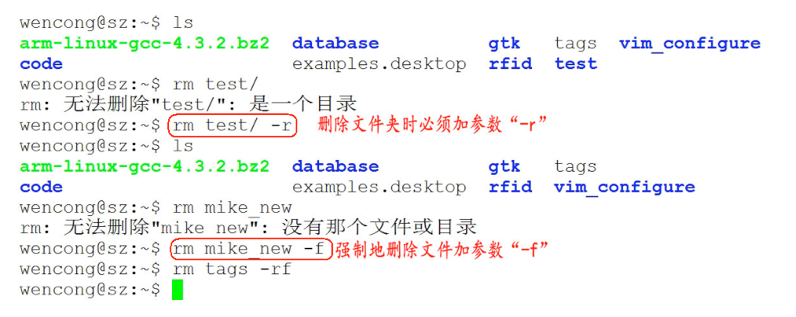 wencong@sz:~$ ls
arm-linux-gcc-4.3.2.bz2 database gtk tags vim_configure
code examples.desktop rfid test
wencong@sz:~$ rm test/
rm: 无法删除"test/": 是一个目录
wencong@sz:~$ rm test/ -r 删除文件夹时必须加参数“-r”
wencong@sz:~$ ls
arm-linux-gcc-4.3.2.bz2 database gtk tags
code examples.desktop rfid vim_configure
wencong@sz:~$ rm mike_new
rm: 无法删除"mike_new": 没有那个文件或目录
wencong@sz:~$ rm mike_new -f 强制地删除文件加参数“-f”
wencong@sz:~$ rm tags -rf
wencong@sz:~$